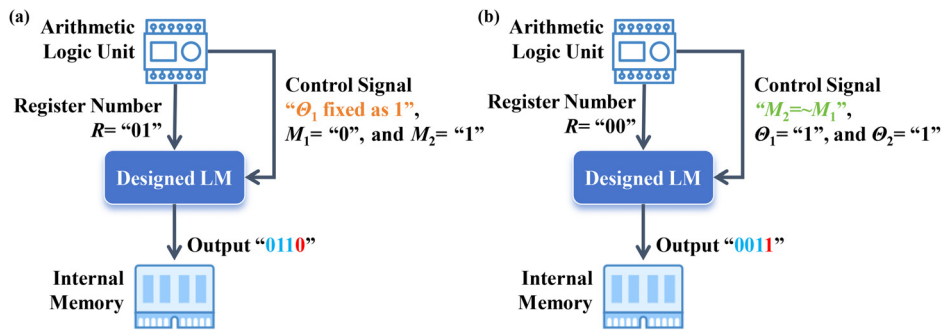 (a)
Arithmetic
Logic Unit
Register Number
R= “01”
Control Signal
“Θ₁ fixed as 1”,
M₁= “0”, and M₂= “1”
Designed LM
Output “0110”
Internal
Memory
(b)
Arithmetic
Logic Unit
Register Number
R= “00”
Control Signal
“M₂=~M₁”,
Θ₁= “1”, and Θ₂= “1”
Designed LM
Output “0011”
Internal
Memory